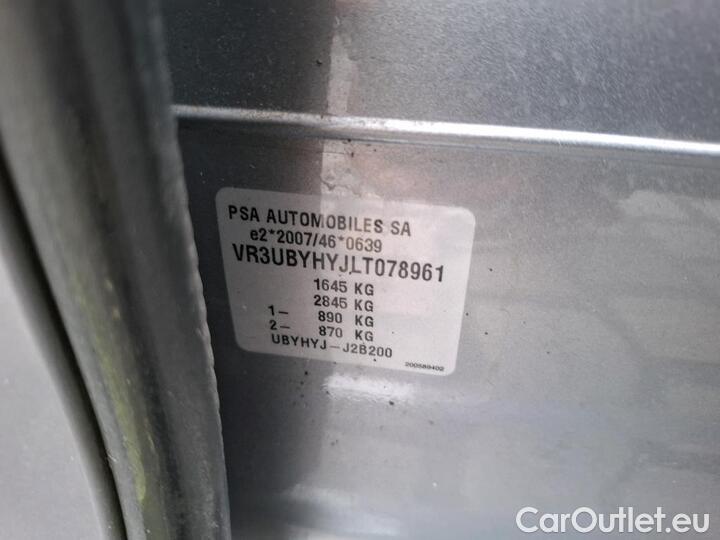 PSA AUTOMOBILES SA
e2*2007/46*0639
VR3UBYHYJLT078961
1645 KG
2845 KG
1- 890 KG
2- 870 KG
UBYHYJ-J2B200
200589402
CarOutlet.eu